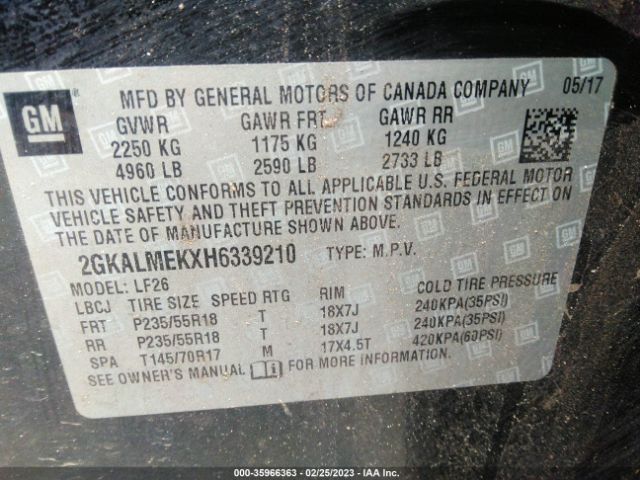 GM
MFD BY GENERAL MOTORS OF CANADA COMPANY 05/17
GVWR GAWR FRT GAWR RR
2250 KG 1175 KG 1240 KG
4960 LB 2590 LB 2733 LB
THIS VEHICLE CONFORMS TO ALL APPLICABLE U.S. FEDERAL MOTOR
VEHICLE SAFETY AND THEFT PREVENTION STANDARDS IN EFFECT ON
THE DATE OF MANUFACTURE SHOWN ABOVE.
2GKALMEKXH6339210 TYPE: M.P.V.
MODEL: LF26
LBCJ TIRE SIZE SPEED RTG RIM COLD TIRE PRESSURE
FRT P235/55R18 T 18X7J 240KPA(35PSI)
RR P235/55R18 T 18X7J 240KPA(35PSI)
SPA T145/70R17 M 17X4.5T 420KPA(60PSI)
SEE OWNER'S MANUAL FOR MORE INFORMATION
000-35966363 - 02/25/2023 - IAA Inc.